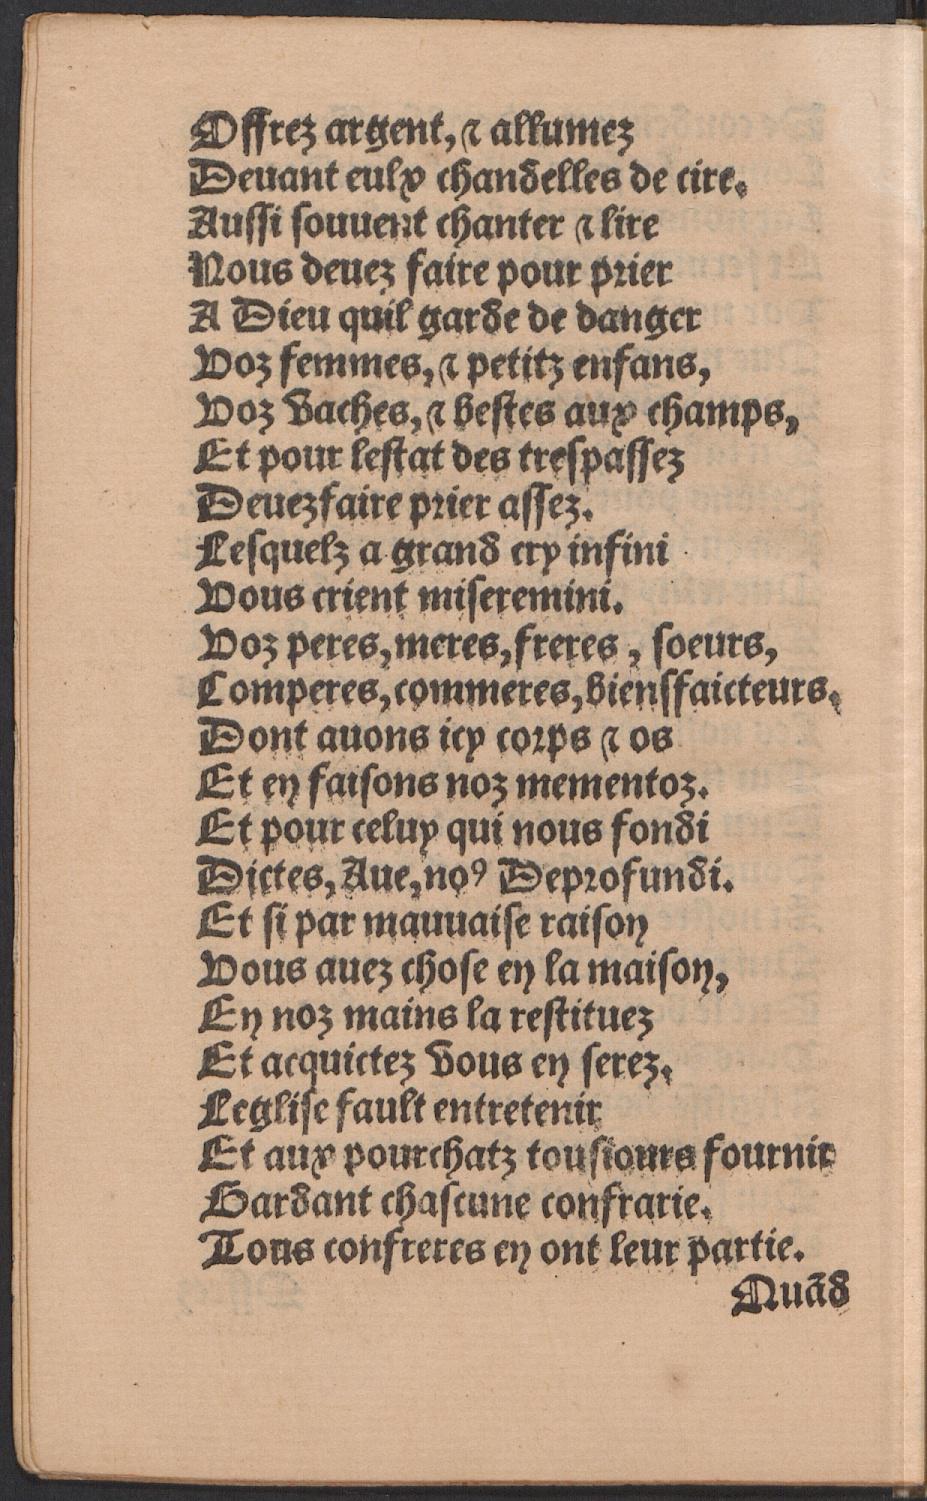 Offrez argent, ⁊ allumez
Deuant eulx chandelles de cire.
Aussi souuent chanter ⁊ lire
Nous deuez faire pour prier
A Dieu quil garde de danger
Voz femmes, ⁊ petitz enfans,
Voz vaches, ⁊ bestes aux champs,
Et pour lestat des trespassez
Deuez faire prier assez.
Lesquelz a grand cry infini
Vous crient miseremini.
Voz peres, meres, freres, soeurs,
Comperes, commeres, biensfaicteurs.
Dont auons icy corps ⁊ os
Et en faisons noz mementoz.
Et pour celuy qui nous fondi
Dictes, Aue, noꝰ Deprofundi.
Et si par mauuaise raison
Vous auez chose en la maison,
En noz mains la restituez
Et acquictez vous en serez.
Leglise fault entretenir
Et aux pourchatz tousiours fournir
Gardant chascune confrarie.
Tous confreres en ont leur partie.
Quãd